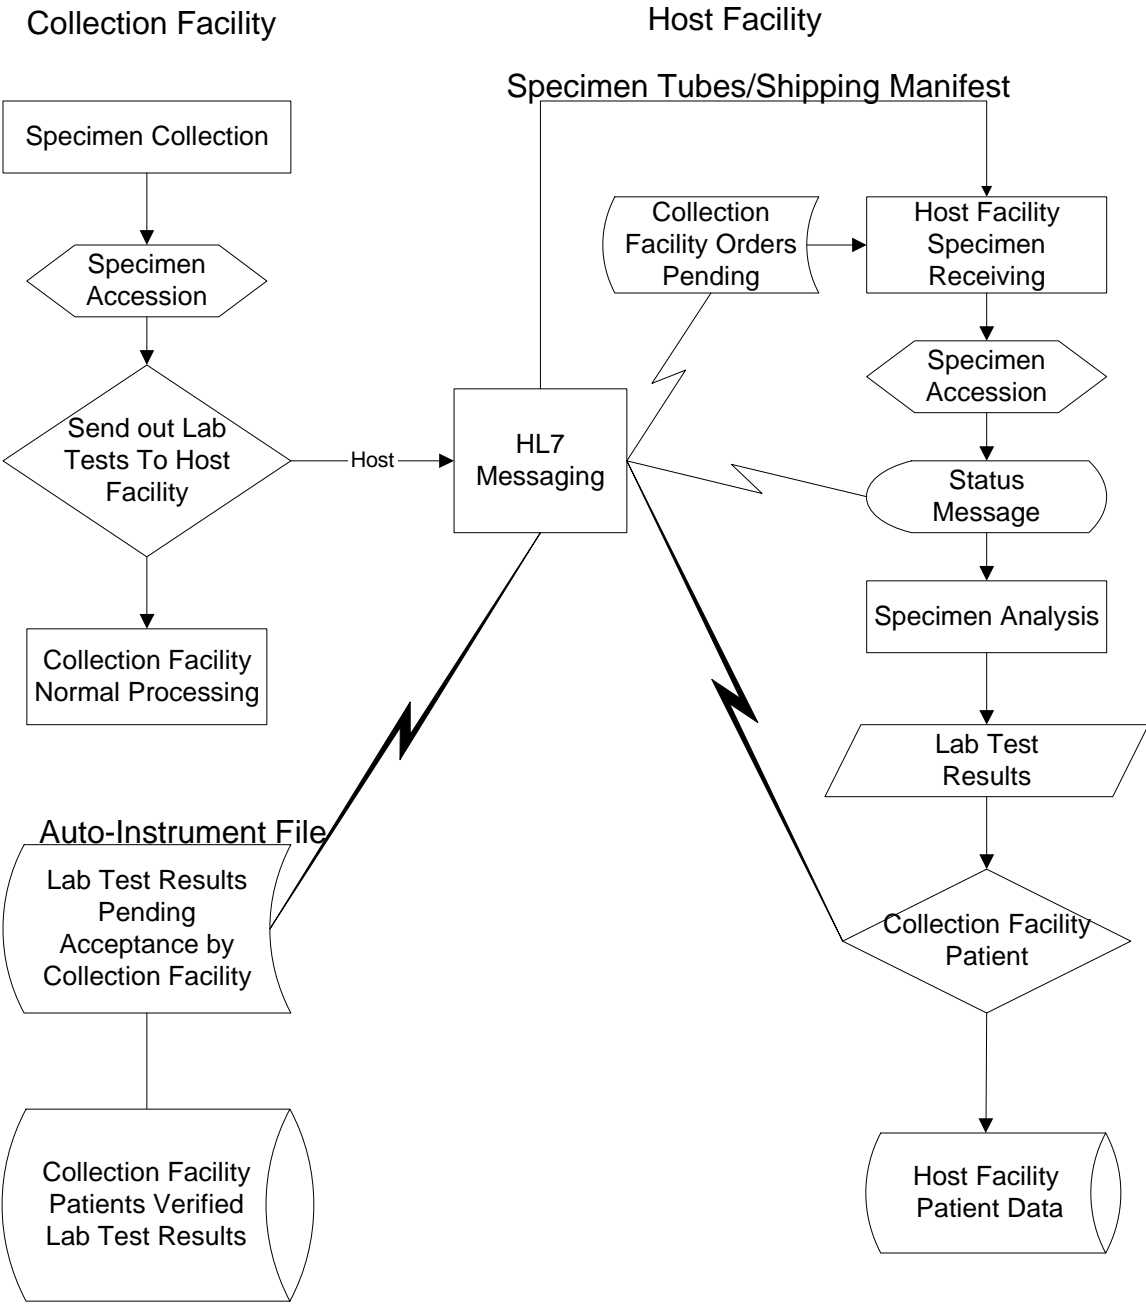 Collection Facility
Host Facility
Specimen Tubes/Shipping Manifest
Specimen Collection
Specimen
Accession
Send out Lab
Tests To Host
Facility
Host
Collection Facility
Normal Processing
HL7
Messaging
Collection
Facility Orders
Pending
Host Facility
Specimen
Receiving
Specimen
Accession
Status
Message
Specimen Analysis
Lab Test
Results
Collection Facility
Patient
Host Facility
Patient Data
Auto-Instrument File
Lab Test Results
Pending
Acceptance by
Collection Facility
Collection Facility
Patients Verified
Lab Test Results